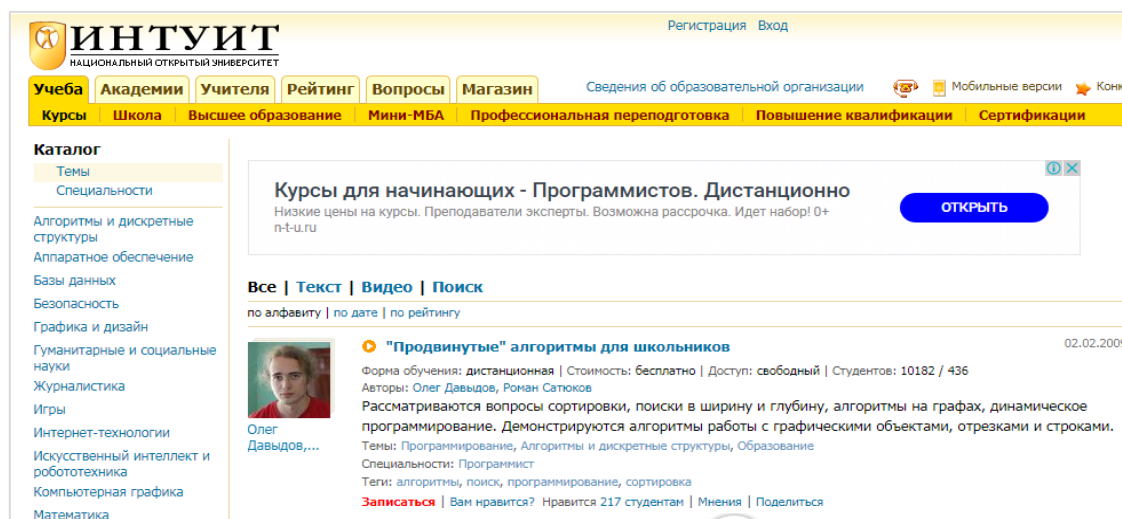 Регистрация Вход
ИНТУИТ
НАЦИОНАЛЬНЫЙ ОТКРЫТЫЙ УНИВЕРСИТЕТ
Учеба Академии Учителя Рейтинг Вопросы Магазин Сведения об образовательной организации Мобильные версии Конк
Курсы Школа Высшее образование Мини-МБА Профессиональная переподготовка Повышение квалификации Сертификации
Каталог
Темы
Специальности
Алгоритмы и дискретные
структуры
Аппаратное обеспечение
Базы данных
Безопасность
Графика и дизайн
Гуманитарные и социальные
науки
Журналистика
Игры
Интернет-технологии
Искусственный интеллект и
робототехника
Компьютерная графика
Математика
Курсы для начинающих - Программистов. Дистанционно
Низкие цены на курсы. Преподаватели эксперты. Возможна рассрочка. Идет набор! 0+
n-t-u.ru
ОТКРЫТЬ
Все | Текст | Видео | Поиск
по алфавиту | по дате | по рейтингу
"Продвинутые" алгоритмы для школьников 02.02.2009
Форма обучения: дистанционная | Стоимость: бесплатно | Доступ: свободный | Студентов: 10182 / 436
Авторы: Олег Давыдов, Роман Сатюков
Рассматриваются вопросы сортировки, поиски в ширину и глубину, алгоритмы на графах, динамическое
программирование. Демонстрируются алгоритмы работы с графическими объектами, отрезками и строками.
Темы: Программирование, Алгоритмы и дискретные структуры, Образование
Специальности: Программист
Теги: алгоритмы, поиск, программирование, сортировка
Записаться | Вам нравится? Нравится 217 студентам | Мнения | Поделиться
Олег
Давыдов,...